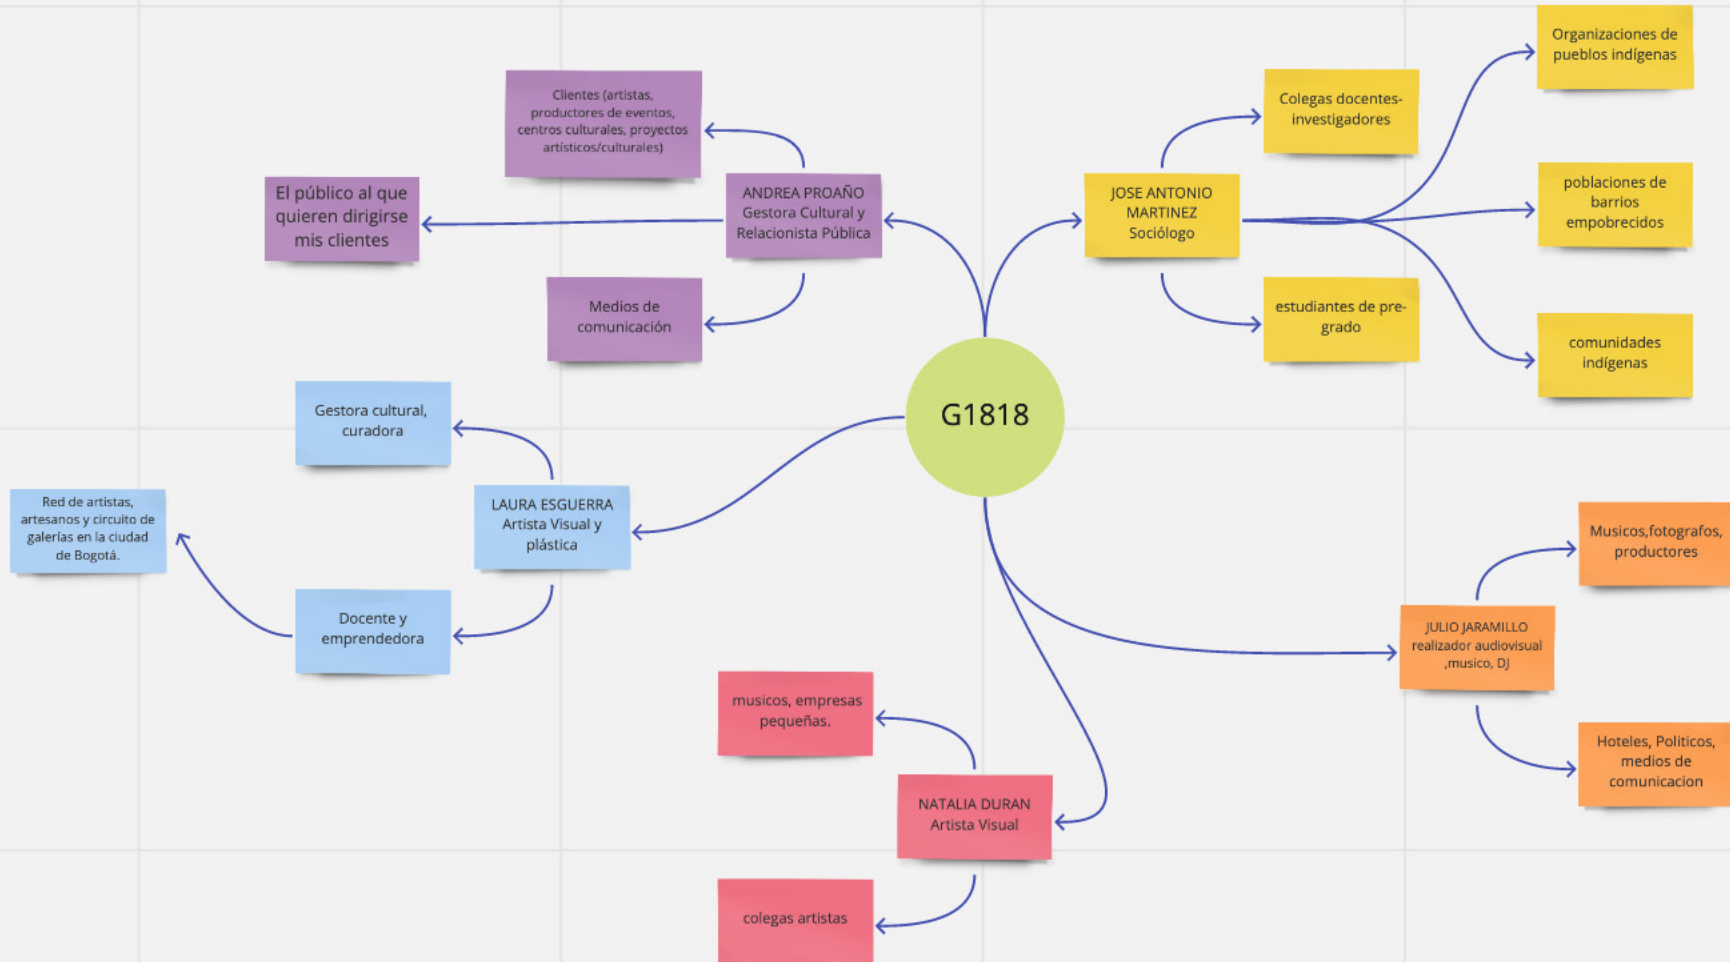 Organizaciones de
pueblos indígenas
Clientes (artistas,
productores de eventos,
centros culturales, proyectos
artísticos/culturales)
Colegas docentes-
investigadores
El público al que
quieren dirigirse
mis clientes
ANDREA PROAÑO
Gestora Cultural y
Relacionista Pública
JOSE ANTONIO
MARTINEZ
Sociólogo
poblaciones de
barrios
empobrecidos
Medios de
comunicación
estudiantes de pre-
grado
comunidades
indígenas
G1818
Gestora cultural,
curadora
Red de artistas,
artesanos y circuito de
galerías en la ciudad
de Bogotá.
LAURA ESGUERRA
Artista Visual y
plástica
Docente y
emprendedora
Musicos,fotografos,
productores
JULIO JARAMILLO
realizador audiovisual
,musico, DJ
Hoteles, Politicos,
medios de
comunicacion
musicos, empresas
pequeñas.
NATALIA DURAN
Artista Visual
colegas artistas